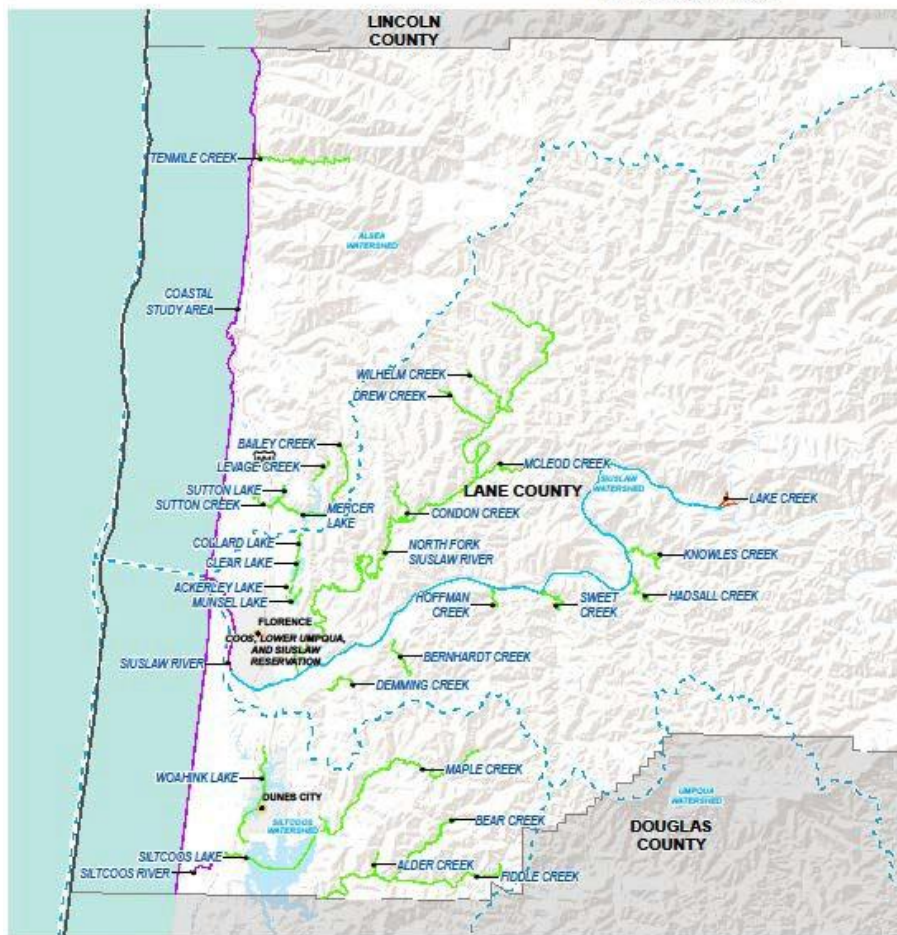 LINCOLN
COUNTY
TENMILE CREEK
ALSEA
WATERSHED
COASTAL
STUDY AREA
WILHELM CREEK
DREW CREEK
BAILEY CREEK
LEVAGE CREEK
MCLEOD CREEK
SIUSLAW
WATERSHED
LANE COUNTY
SUTTON LAKE
LAKE CREEK
SUTTON CREEK
MERCER
LAKE
CONDON CREEK
COLLARD LAKE
NORTH FORK
SIUSLAW RIVER
KNOWLES CREEK
CLEAR LAKE
ACKERLEY LAKE
MUNSEL LAKE
HOFFMAN
CREEK
SWEET
CREEK
HADSALL CREEK
FLORENCE
COOS, LOWER UMPQUA,
AND SIUSLAW
RESERVATION
SIUSLAW RIVER
BERNHARDT CREEK
DEMMING CREEK
WOAHINK LAKE
MAPLE CREEK
DUNES CITY
UMPQUA
WATERSHED
SILTCOOS
WATERSHED
BEAR CREEK
DOUGLAS
COUNTY
SILTCOOS LAKE
SILTCOOS RIVER
ALDER CREEK
FIDDLE CREEK